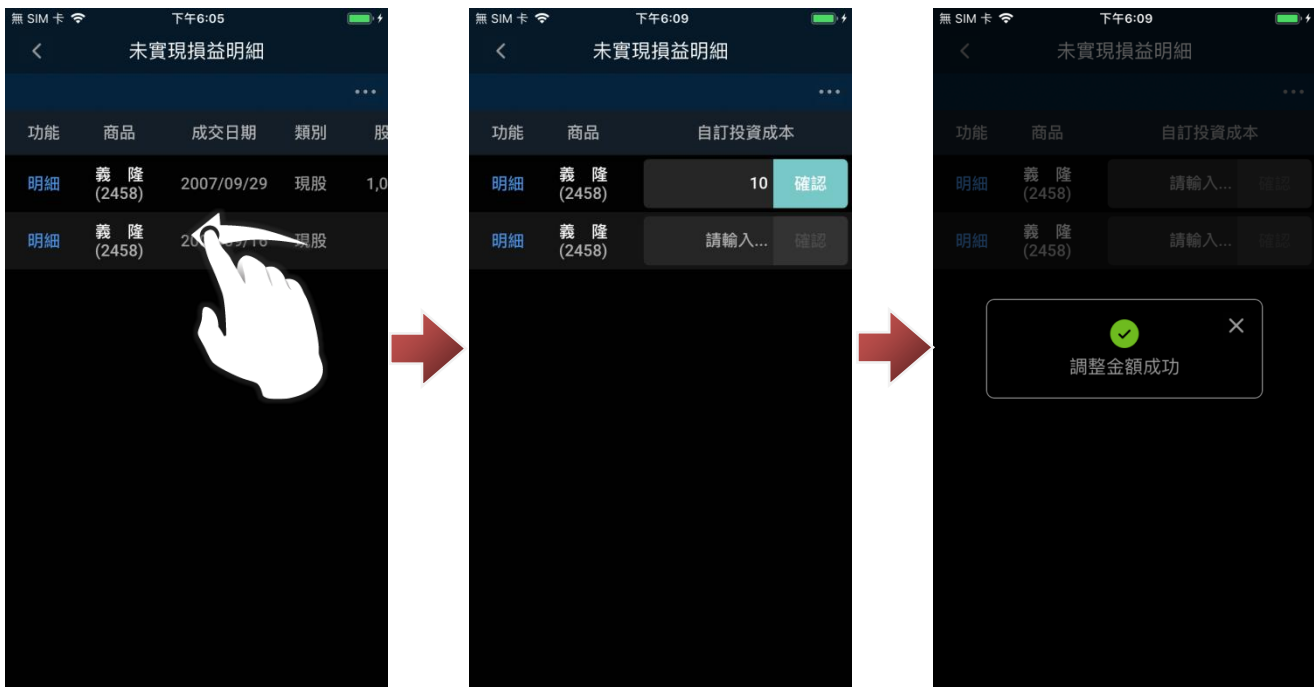 無 SIM 卡 下午6:05
未實現損益明細
功能 商品 成交日期 類別 股
明細 義 隆 2007/09/29 現股 1,0
(2458)
明細 義 隆 現股
(2458)
無 SIM 卡 下午6:09
未實現損益明細
功能 商品 自訂投資成本
明細 義 隆 10 確認
(2458)
明細 義 隆 請輸入... 確認
(2458)
無 SIM 卡 下午6:09
未實現損益明細
功能 商品 自訂投資成本
明細 義 隆 請輸入... 確認
(2458)
明細 義 隆 請輸入... 確認
(2458)
調整金額成功